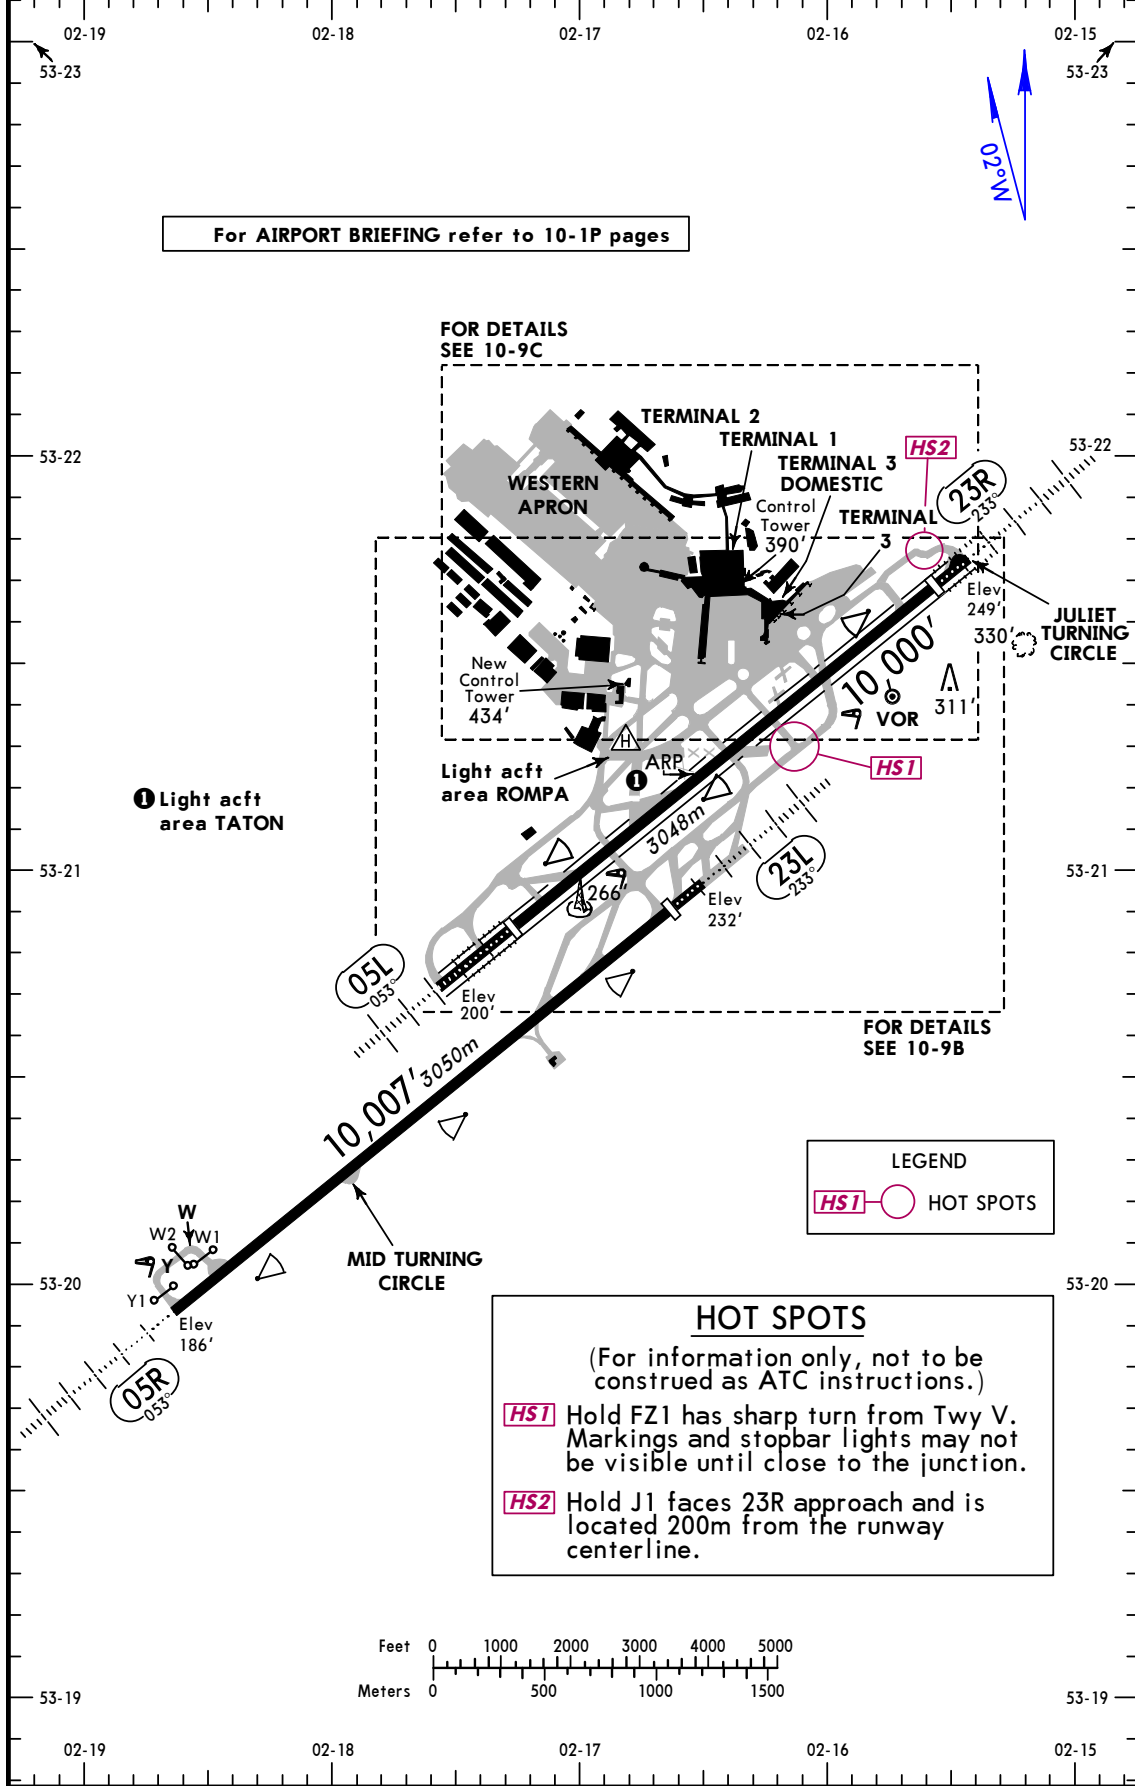 02-19
02-18
02-17
02-16
02-15
53-23
53-23
02°W
For AIRPORT BRIEFING refer to 10-1P pages
FOR DETAILS
SEE 10-9C
TERMINAL 2
TERMINAL 1
TERMINAL 3
DOMESTIC
HS2
53-22
53-22
WESTERN
APRON
Control
Tower
390'
TERMINAL
3
23R
233°
Elev
249'
JULIET
TURNING
CIRCLE
330'
New
Control
Tower
434'
10,000'
311'
VOR
H
ARP
HS1
Light acft
area ROMPA
1
1 Light acft
area TATON
3048m
53-21
53-21
23L
233°
266'
Elev
232'
05L
053°
Elev
200'
FOR DETAILS
SEE 10-9B
10,007'
3050m
LEGEND
HS1 HOT SPOTS
W
W2
W1
Y
Y1
MID TURNING
CIRCLE
53-20
53-20
Elev
186'
05R
053°
HOT SPOTS
(For information only, not to be
construed as ATC instructions.)
HS1 Hold FZ1 has sharp turn from Twy V.
Markings and stopbar lights may not
be visible until close to the junction.
HS2 Hold J1 faces 23R approach and is
located 200m from the runway
centerline.
Feet 0 1000 2000 3000 4000 5000
Meters 0 500 1000 1500
53-19
53-19
02-19
02-18
02-17
02-16
02-15